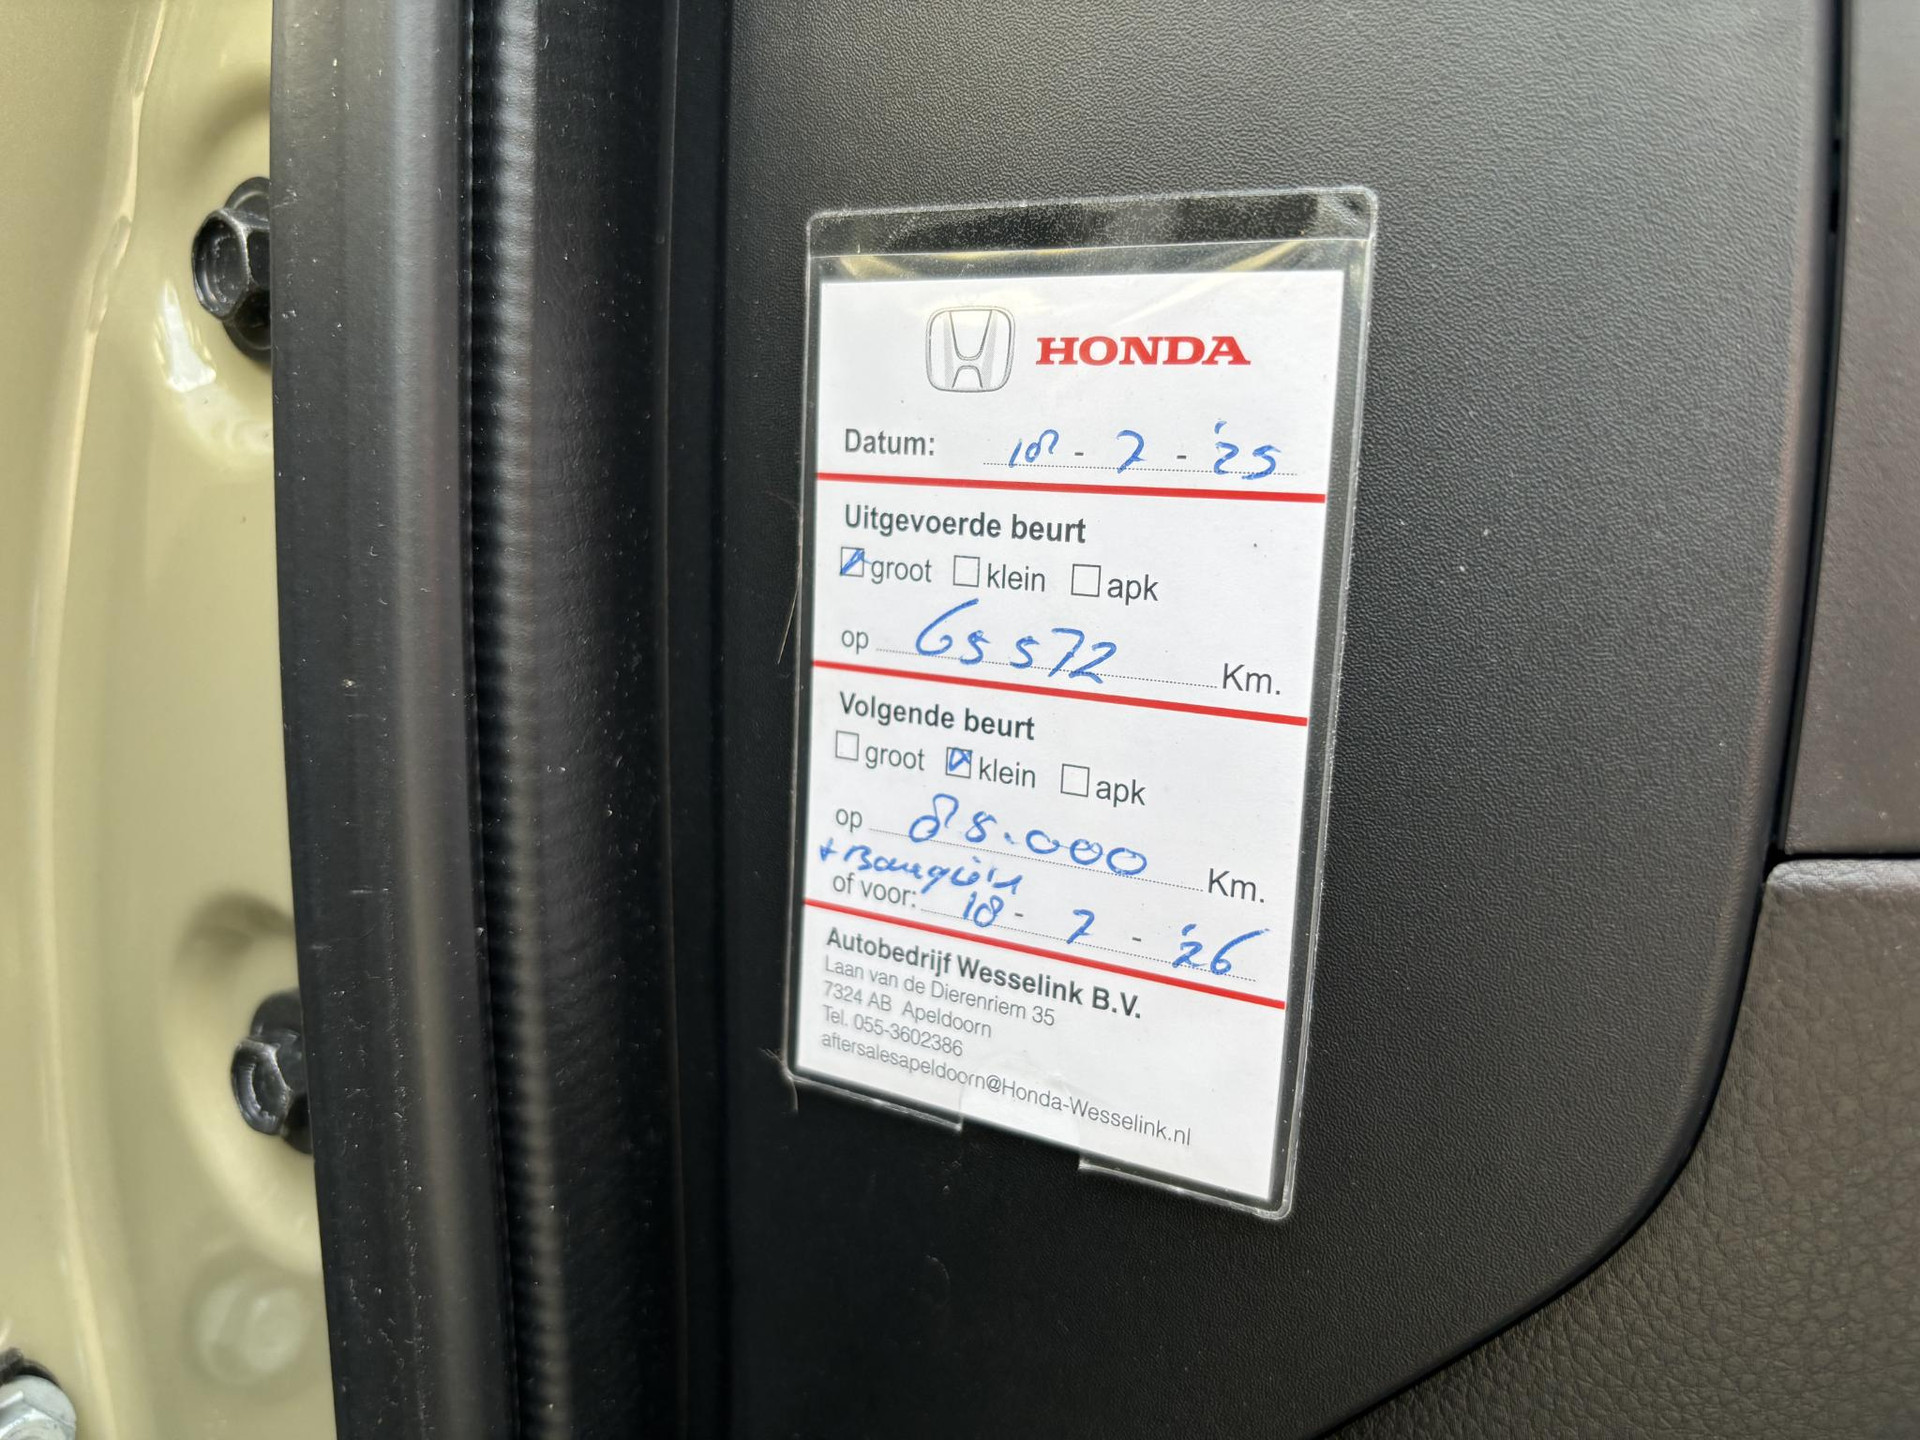 HONDA
Datum: 18 - 7 - '25
Uitgevoerde beurt
groot klein apk
op 65572 Km.
Volgende beurt
groot klein apk
op 85.000 Km.
+ Bougiën
of voor: 18 - 7 - '26
Autobedrijf Wesselink B.V.
Laan van de Dierenriem 35
7324 AB Apeldoorn
Tel. 055-3602386
aftersalesapeldoorn@Honda-Wesselink.nl